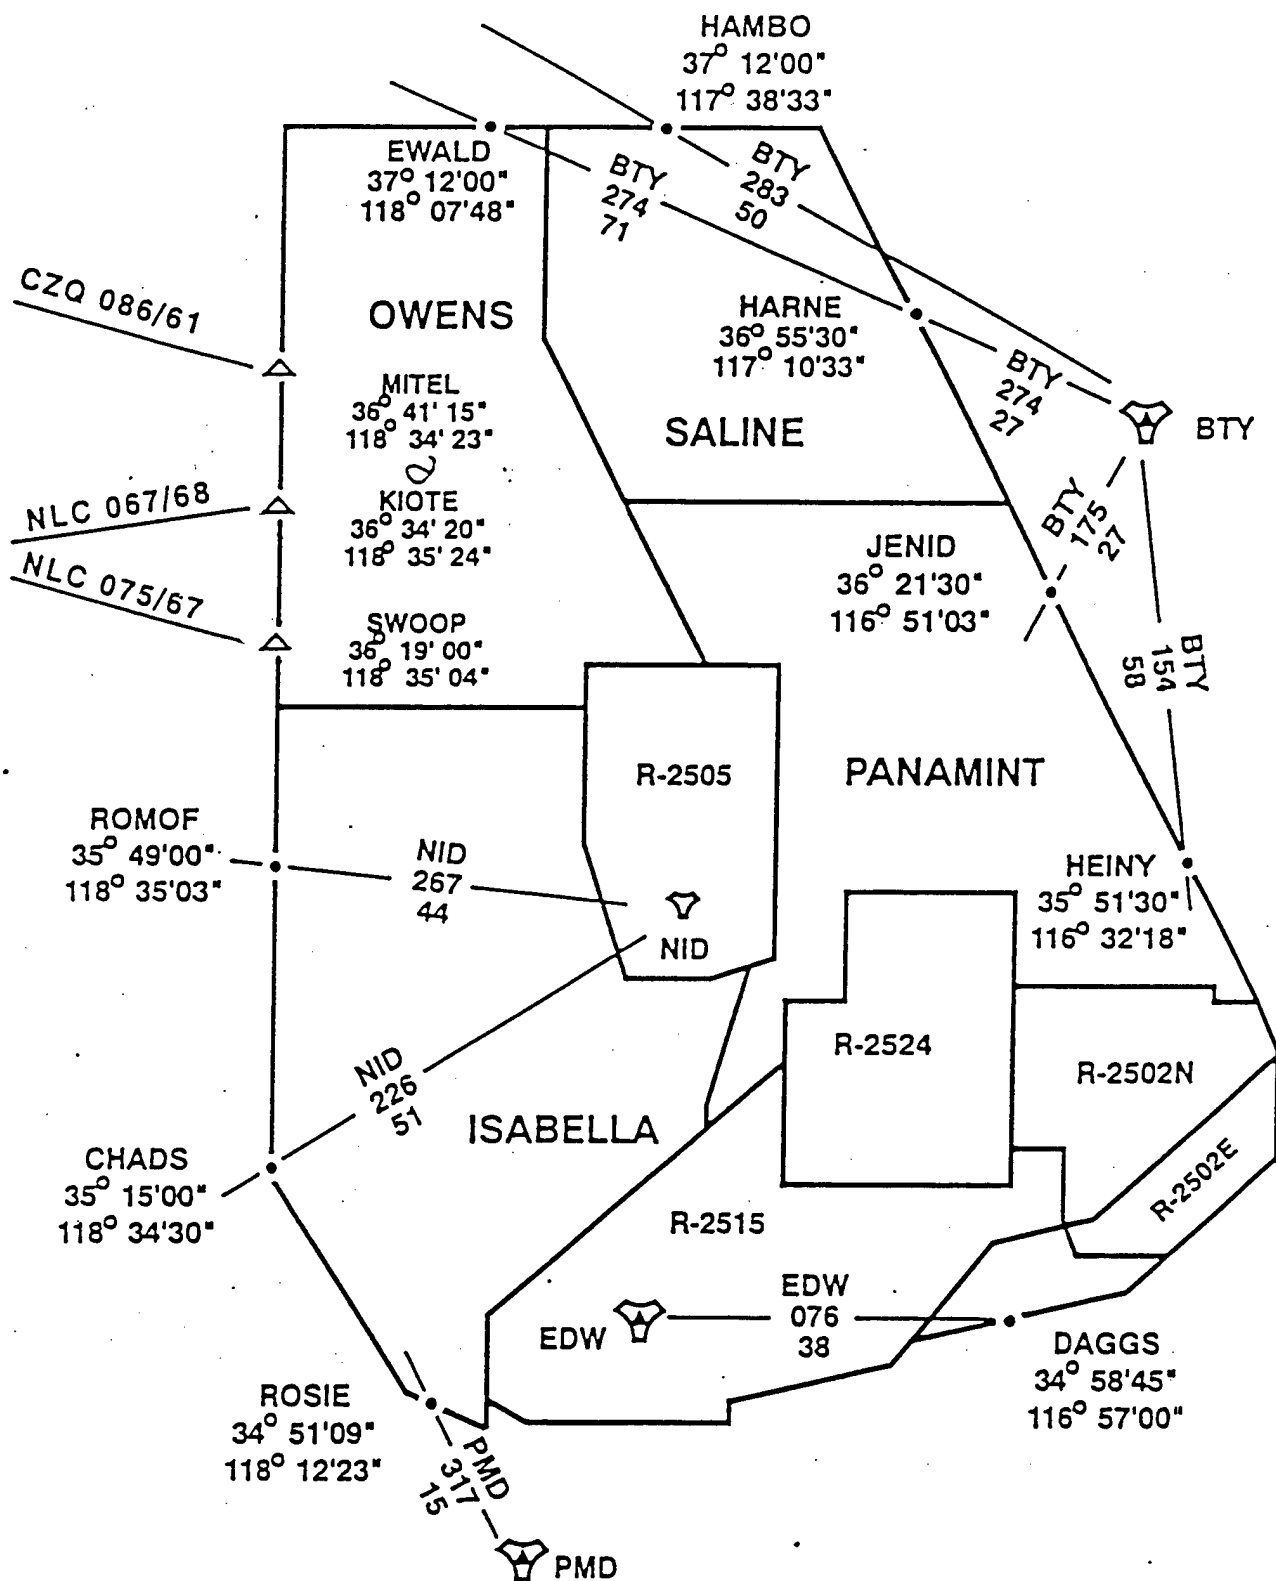 HAMBO
37° 12'00"
117° 38'33"
EWALD
37° 12'00"
118° 07'48"
BTY
274
71
BTY
283
50
CZQ 086/61
OWENS
HARNE
36° 55'30"
117° 10'33"
BTY
274
27
MITEL
36° 41' 15"
118° 34' 23"
SALINE
BTY
NLC 067/68
KIOTE
36° 34' 20"
118° 35' 24"
BTY
175
27
NLC 075/67
JENID
36° 21'30"
116° 51'03"
SWOOP
36° 19' 00"
118° 35' 04"
BTY
154
58
R-2505
PANAMINT
ROMOF
35° 49'00"
118° 35'03"
NID
267
44
HEINY
35° 51'30"
116° 32'18"
NID
R-2524
R-2502N
NID
226
51
ISABELLA
CHADS
35° 15'00"
118° 34'30"
R-2502E
R-2515
EDW
EDW
076
38
DAGGS
34° 58'45"
116° 57'00"
ROSIE
34° 51'09"
118° 12'23"
PMD
317
15
PMD